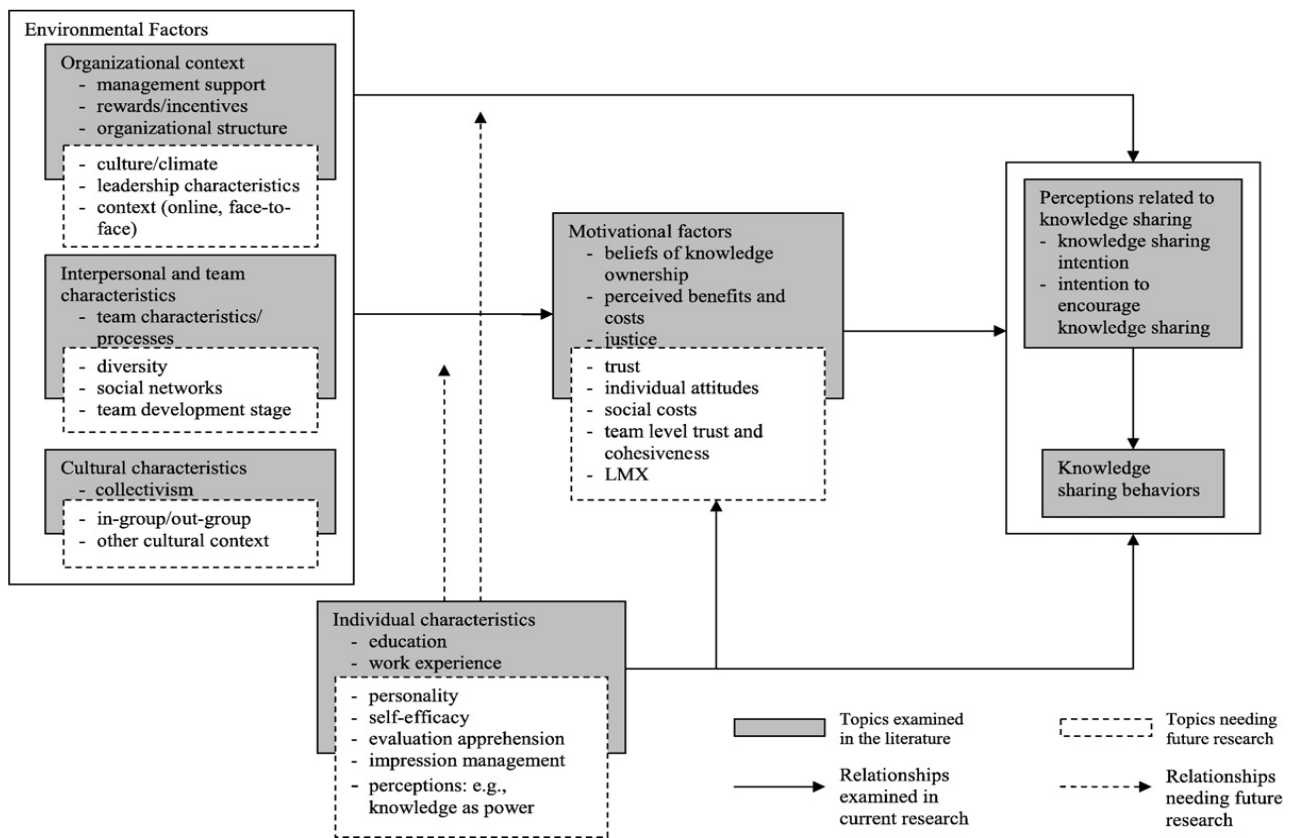 Environmental Factors
Organizational context
- management support
- rewards/incentives
- organizational structure
- culture/climate
- leadership characteristics
- context (online, face-to-
face)
Interpersonal and team
characteristics
- team characteristics/
processes
- diversity
- social networks
- team development stage
Cultural characteristics
- collectivism
- in-group/out-group
- other cultural context
Motivational factors
- beliefs of knowledge
ownership
- perceived benefits and
costs
- justice
- trust
- individual attitudes
- social costs
- team level trust and
cohesiveness
- LMX
Perceptions related to
knowledge sharing
- knowledge sharing
intention
- intention to
encourage
knowledge sharing
Knowledge
sharing behaviors
Individual characteristics
- education
- work experience
- personality
- self-efficacy
- evaluation apprehension
- impression management
- perceptions: e.g.,
knowledge as power
Topics examined
in the literature
Topics needing
future research
Relationships
examined in
current research
Relationships
needing future
research